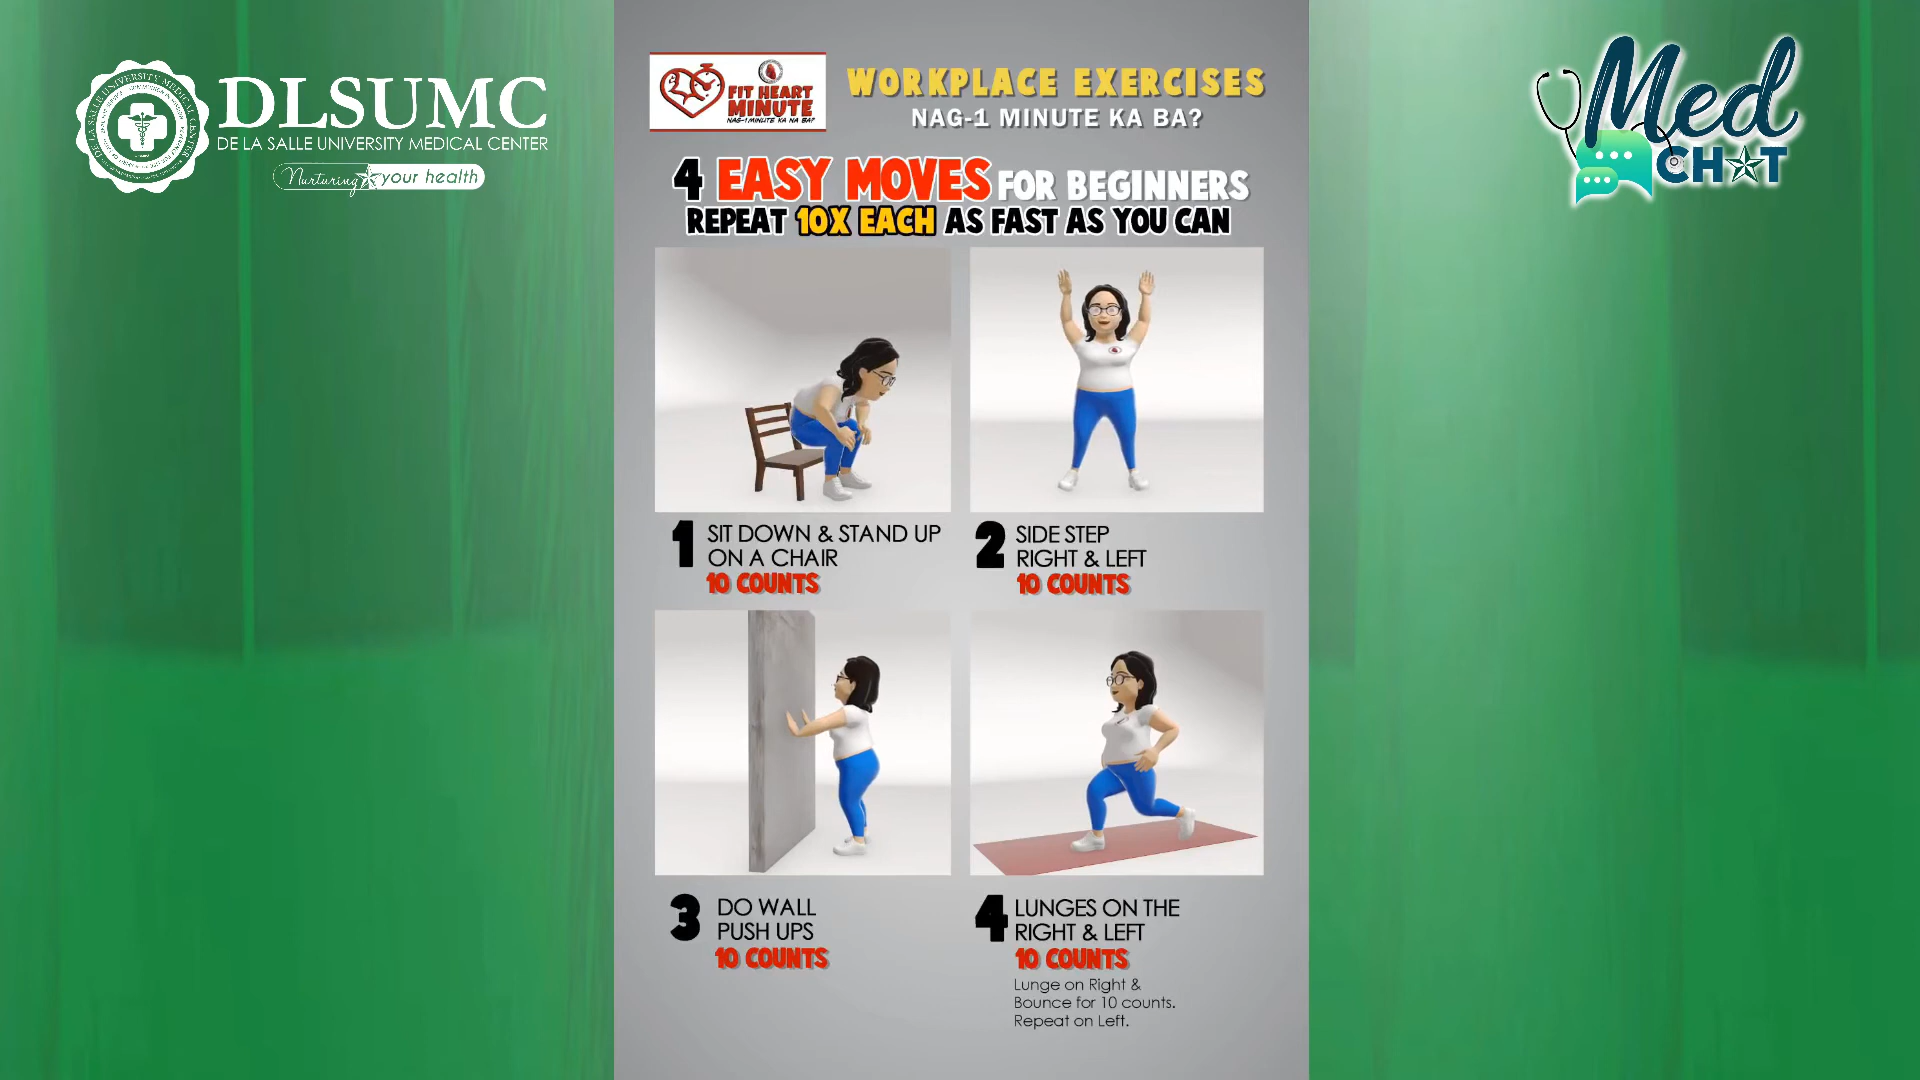 DLSUMC
DE LA SALLE UNIVERSITY MEDICAL CENTER
Nurturing your health
Med
CHAT
FIT HEART
MINUTE
NAG-1 MINUTE KA NA BA?
WORKPLACE EXERCISES
NAG-1 MINUTE KA BA?
4 EASY MOVES FOR BEGINNERS
REPEAT 10X EACH AS FAST AS YOU CAN
1 SIT DOWN & STAND UP
ON A CHAIR
10 COUNTS
2 SIDE STEP
RIGHT & LEFT
10 COUNTS
3 DO WALL
PUSH UPS
10 COUNTS
4 LUNGES ON THE
RIGHT & LEFT
10 COUNTS
Lunge on Right &
Bounce for 10 counts.
Repeat on Left.